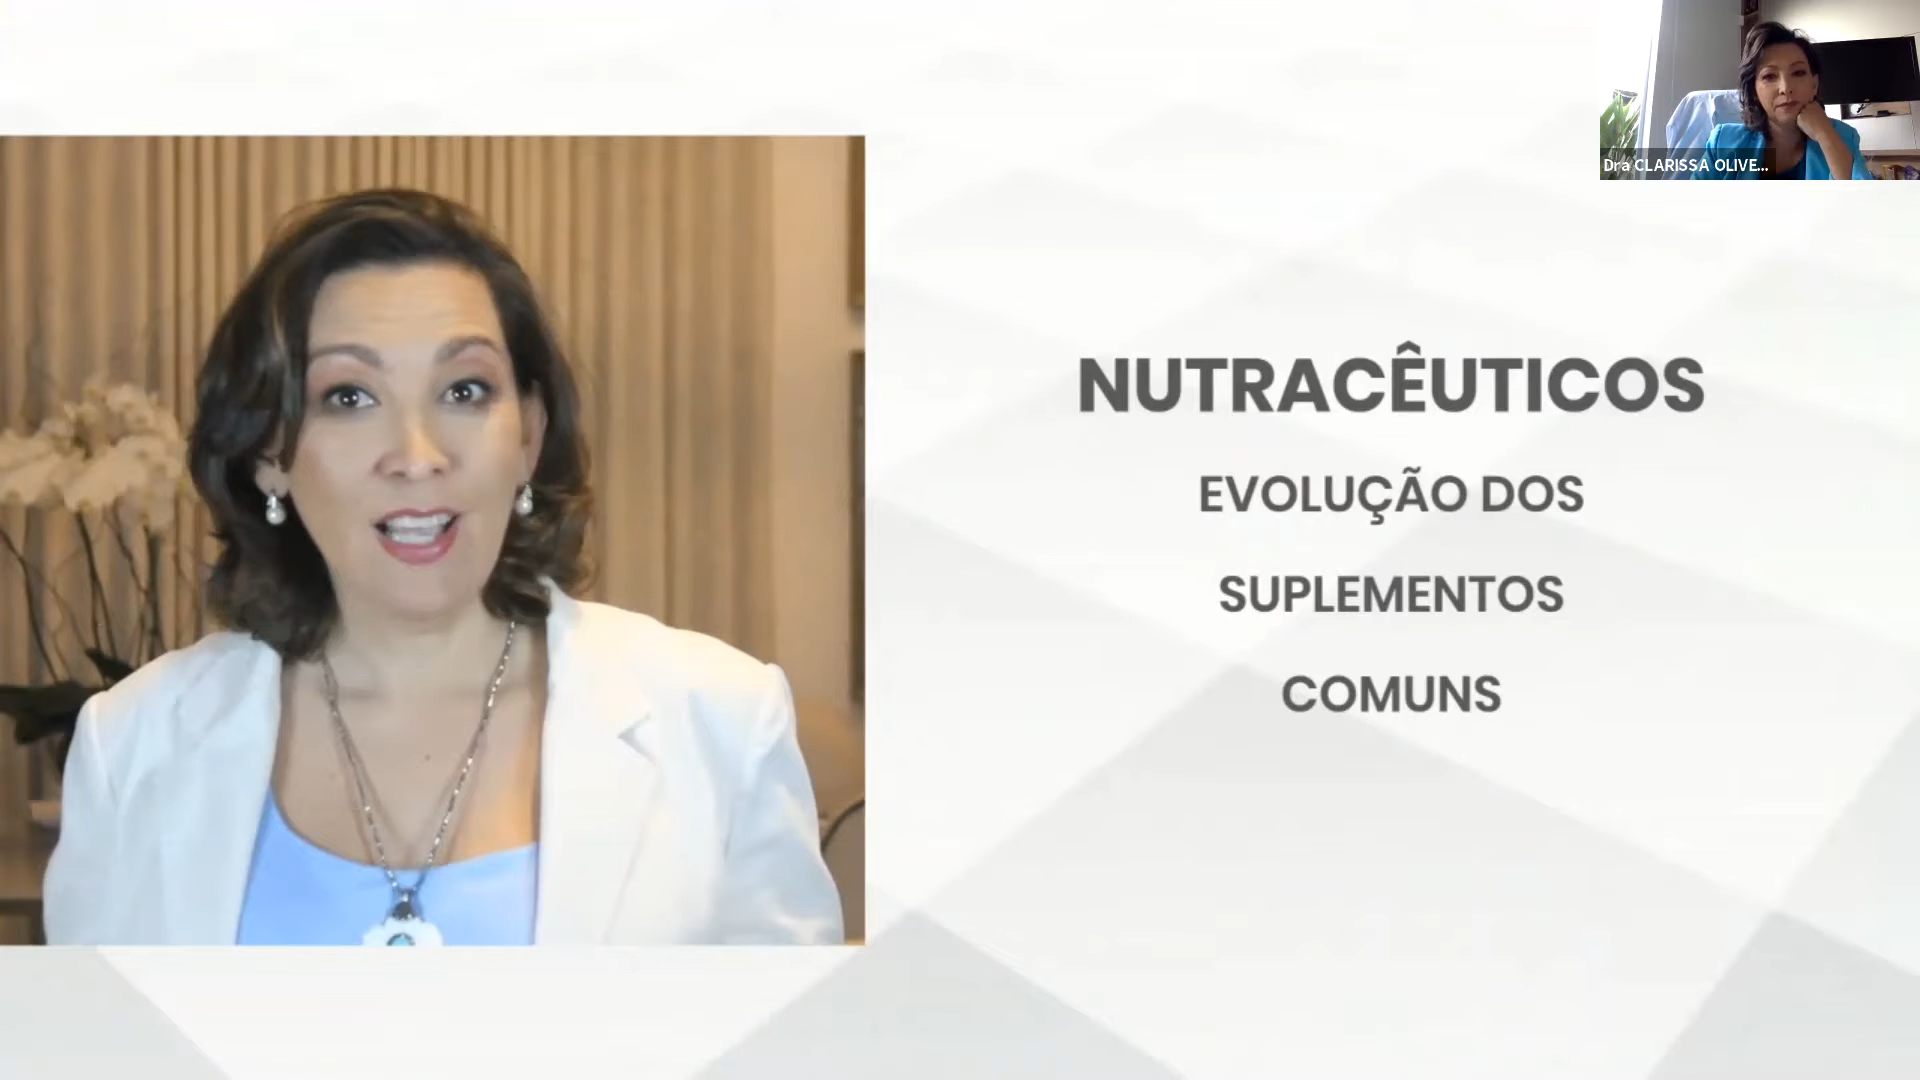 Dra CLARISSA OLIVE...
NUTRACÊUTICOS
EVOLUÇÃO DOS
SUPLEMENTOS
COMUNS